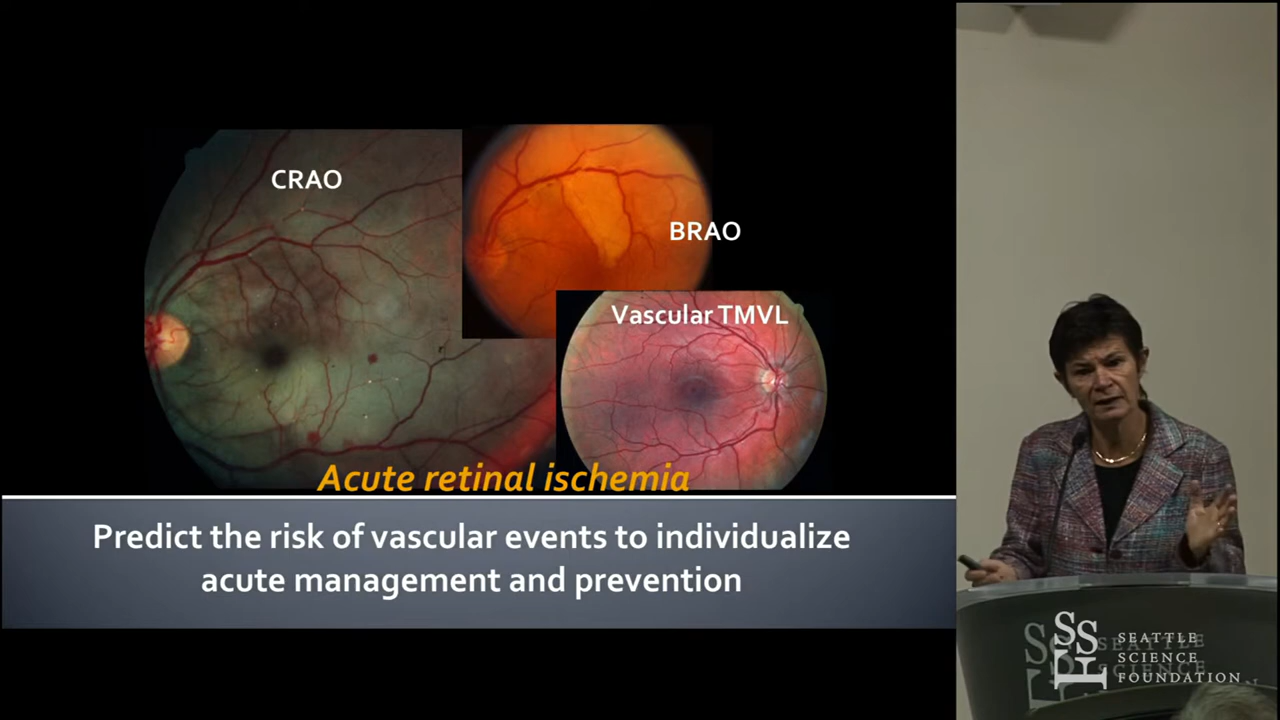 CRAO
BRAO
Vascular TMVL
Acute retinal ischemia
Predict the risk of vascular events to individualize
acute management and prevention
SSF
SEATTLE
SCIENCE
FOUNDATION